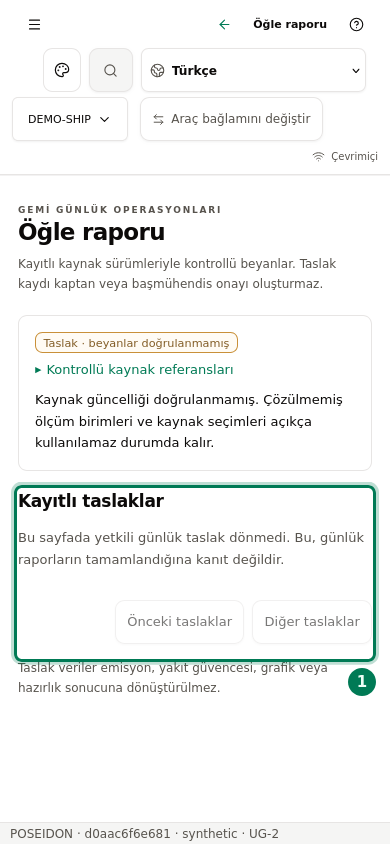 Öğle raporu
Türkçe
DEMO-SHIP
Araç bağlamını değiştir
Çevrimiçi
GEMİ GÜNLÜK OPERASYONLARI
Öğle raporu
Kayıtlı kaynak sürümleriyle kontrollü beyanlar. Taslak
kaydı kaptan veya başmühendis onayı oluşturmaz.
Taslak · beyanlar doğrulanmamış
Kontrollü kaynak referansları
Kaynak güncelliği doğrulanmamış. Çözülmemiş
ölçüm birimleri ve kaynak seçimleri açıkça
kullanılamaz durumda kalır.
Kayıtlı taslaklar
Bu sayfada yetkili günlük taslak dönmedi. Bu, günlük
raporların tamamlandığına kanıt değildir.
Önceki taslaklar
Diğer taslaklar
Taslak veriler emisyon, yakıt güvencesi, grafik veya
hazırlık sonucuna dönüştürülmez.
1
POSEIDON · d0aac6f6e681 · synthetic · UG-2